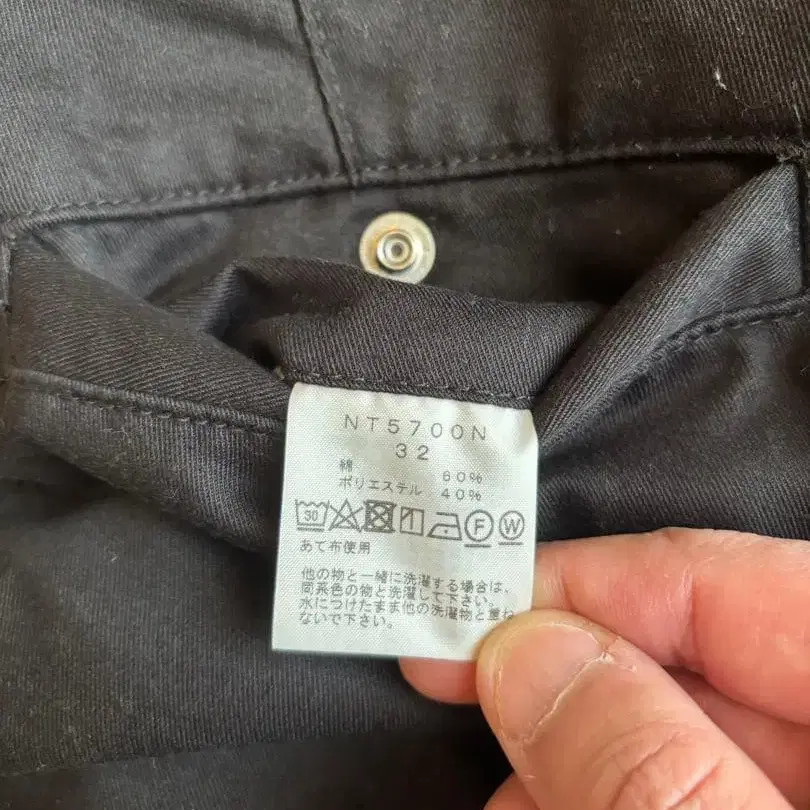 NT5700N
32
綿 60%
ポリエステル 40%
30 F W
あて布使用
他の物と一緒に洗濯する場合は、
同系色の物と洗濯して下さい。
水につけたまま他の洗濯物と重ね
ないで下さい。